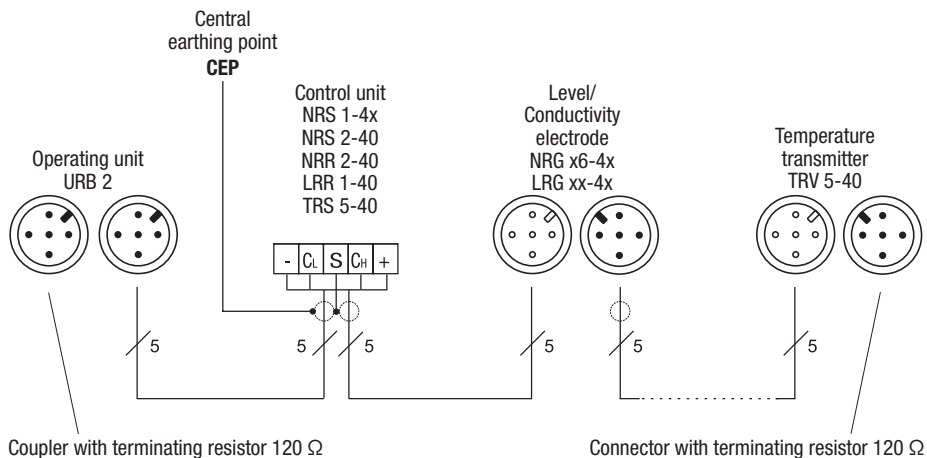 Central
earthing point
CEP
Control unit
NRS 1-4x
NRS 2-40
NRR 2-40
LRR 1-40
TRS 5-40
Level/
Conductivity
electrode
NRG x6-4x
LRG xx-4x
Temperature
transmitter
TRV 5-40
Operating unit
URB 2
- CL S CH +
5 5 5 5 5 5
Coupler with terminating resistor 120 Ω
Connector with terminating resistor 120 Ω